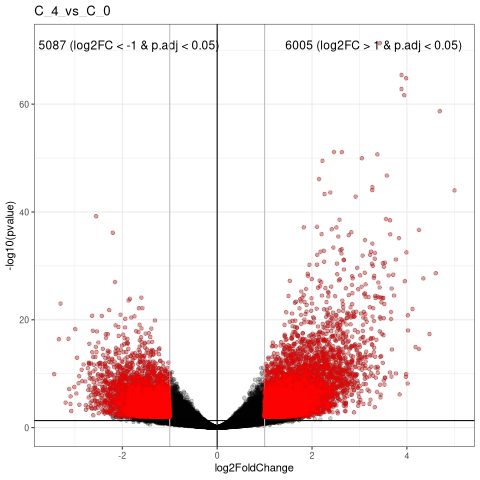 C_4_vs_C_0
5087 (log2FC < -1 & p.adj < 0.05)
6005 (log2FC > 1 & p.adj < 0.05)
60
40
20
0
-log10(pvalue)
-2
0
2
4
log2FoldChange